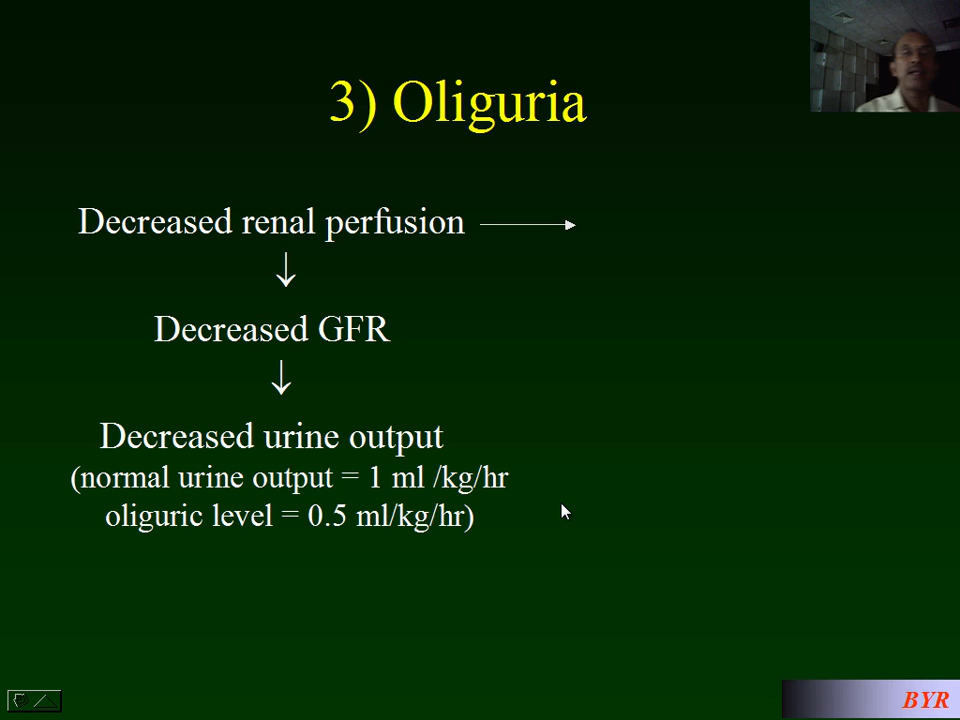 3) Oliguria
Decreased renal perfusion
↓
Decreased GFR
↓
Decreased urine output
(normal urine output = 1 ml /kg/hr
oliguric level = 0.5 ml/kg/hr)
BYR